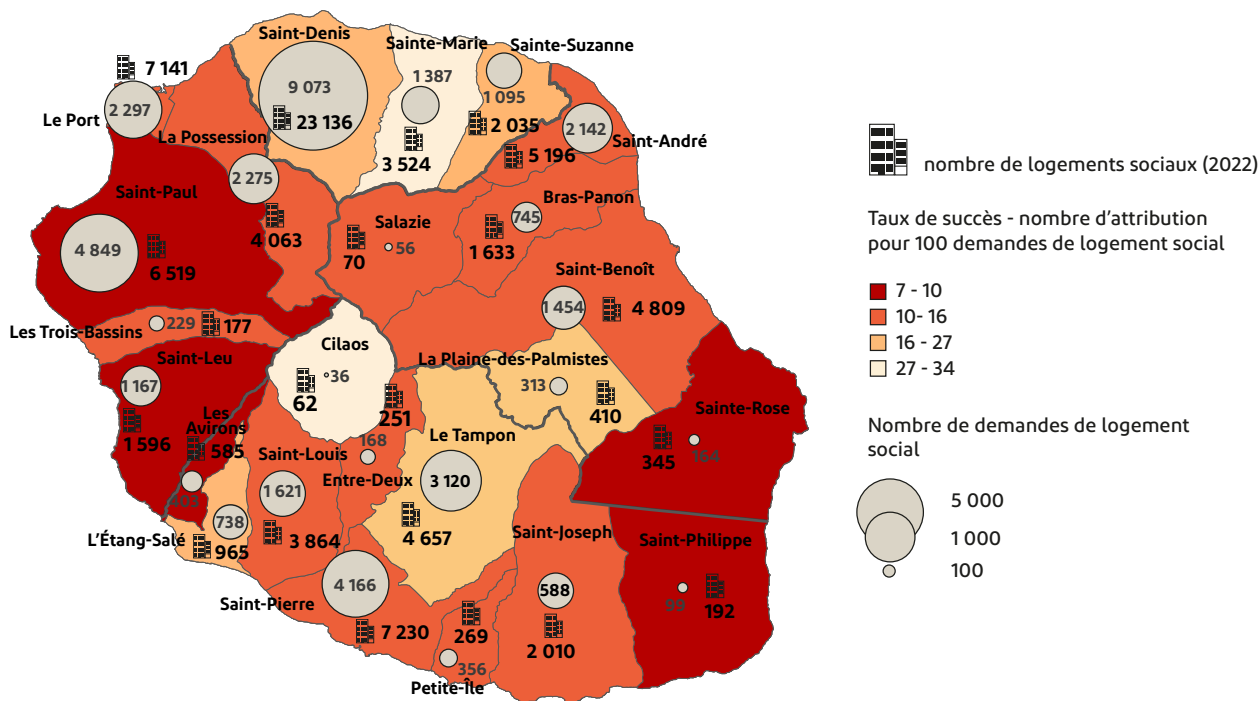 Saint-Denis
9 073
23 136
Sainte-Marie
1 387
3 524
Sainte-Suzanne
1 095
2 035
7 141
2 297
Le Port
La Possession
2 275
4 063
2 142
Saint-André
5 196
Saint-Paul
4 849
6 519
Salazie
56
70
Bras-Panon
745
1 633
Saint-Benoît
1 454
4 809
Les Trois-Bassins
229
177
Saint-Leu
1 167
1 596
Cilaos
36
62
La Plaine-des-Palmistes
313
410
Les
Avirons
585
403
251
168
Entre-Deux
Le Tampon
3 120
4 657
Sainte-Rose
345
164
Saint-Louis
1 621
3 864
738
L'Étang-Salé
965
Saint-Joseph
588
2 010
Saint-Philippe
99
192
4 166
Saint-Pierre
7 230
269
356
Petite-Île
nombre de logements sociaux (2022)
Taux de succès - nombre d'attribution
pour 100 demandes de logement social
7 - 10
10- 16
16 - 27
27 - 34
Nombre de demandes de logement
social
5 000
1 000
100